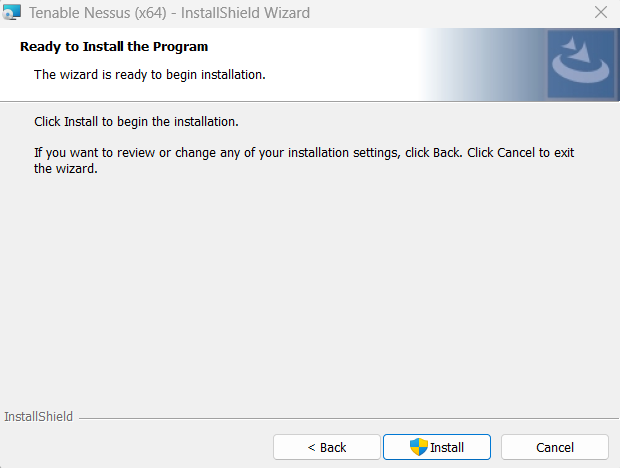 Tenable Nessus (x64) - InstallShield Wizard
Ready to Install the Program
The wizard is ready to begin installation.
Click Install to begin the installation.
If you want to review or change any of your installation settings, click Back. Click Cancel to exit
the wizard.
InstallShield
< Back
Install
Cancel